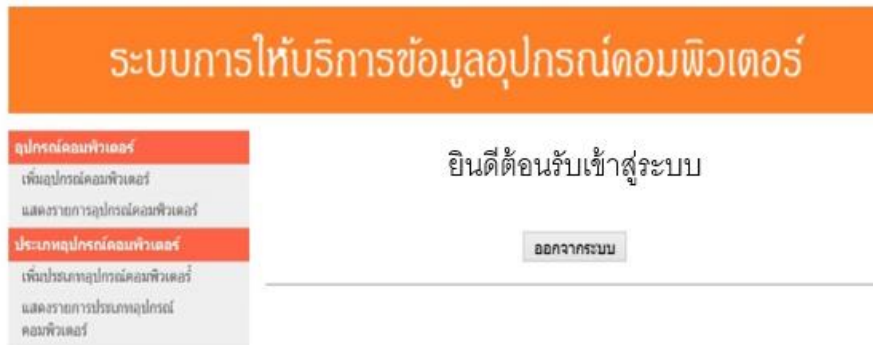 ระบบการให้บริการข้อมูลอุปกรณ์คอมพิวเตอร์
อุปกรณ์คอมพิวเตอร์
เพิ่มอุปกรณ์คอมพิวเตอร์
แสดงรายการอุปกรณ์คอมพิวเตอร์
ประเภทอุปกรณ์คอมพิวเตอร์
เพิ่มประเภทอุปกรณ์คอมพิวเตอร์
แสดงรายการประเภทอุปกรณ์
คอมพิวเตอร์
ยินดีต้อนรับเข้าสู่ระบบ
ออกจากระบบ